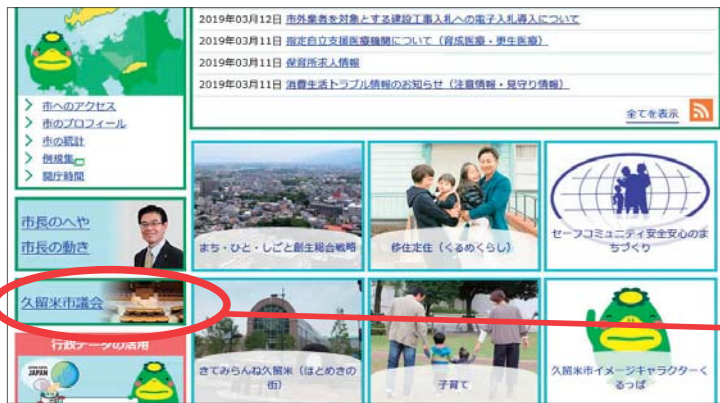 2019年03月12日 市外業者を対象とする建設工事入札への電子入札導入について
2019年03月11日 指定自立支援医療機関について（育成医療・更生医療）
2019年03月11日 保育所求人情報
2019年03月11日 消費生活トラブル情報のお知らせ（注意情報・見守り情報）
全てを表示
市へのアクセス
市のプロフィール
市の統計
例規集
開庁時間
市長のへや
市長の動き
久留米市議会
行政データの活用
JAPAN
まち・ひと・しごと創生総合戦略
移住定住（くるめくらし）
セーフコミュニティ安全安心のま
ちづくり
きてみらんね久留米（ほとめきの
街）
子育て
久留米市イメージキャラクターく
るっぱ